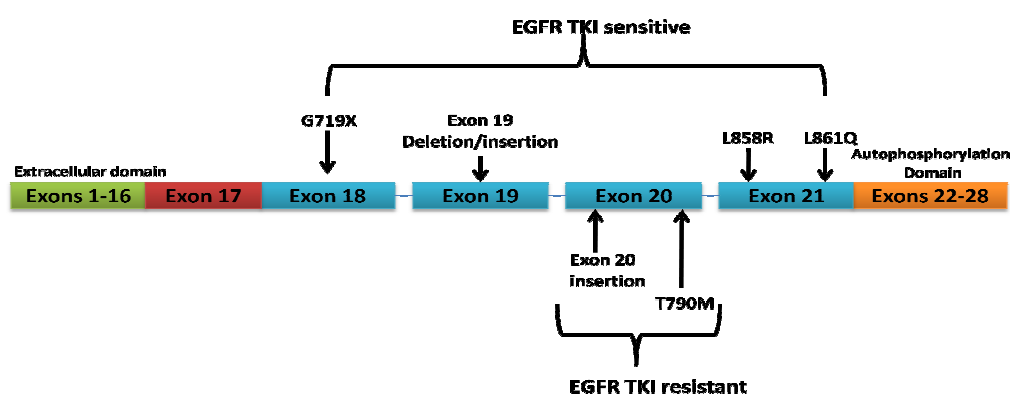 EGFR TKI sensitive
G719X
Exon 19
Deletion/insertion
L858R
L861Q
Extracellular domain
Autophosphorylation
Domain
Exons 1-16
Exon 17
Exon 18
Exon 19
Exon 20
Exon 21
Exons 22-28
Exon 20
insertion
T790M
EGFR TKI resistant